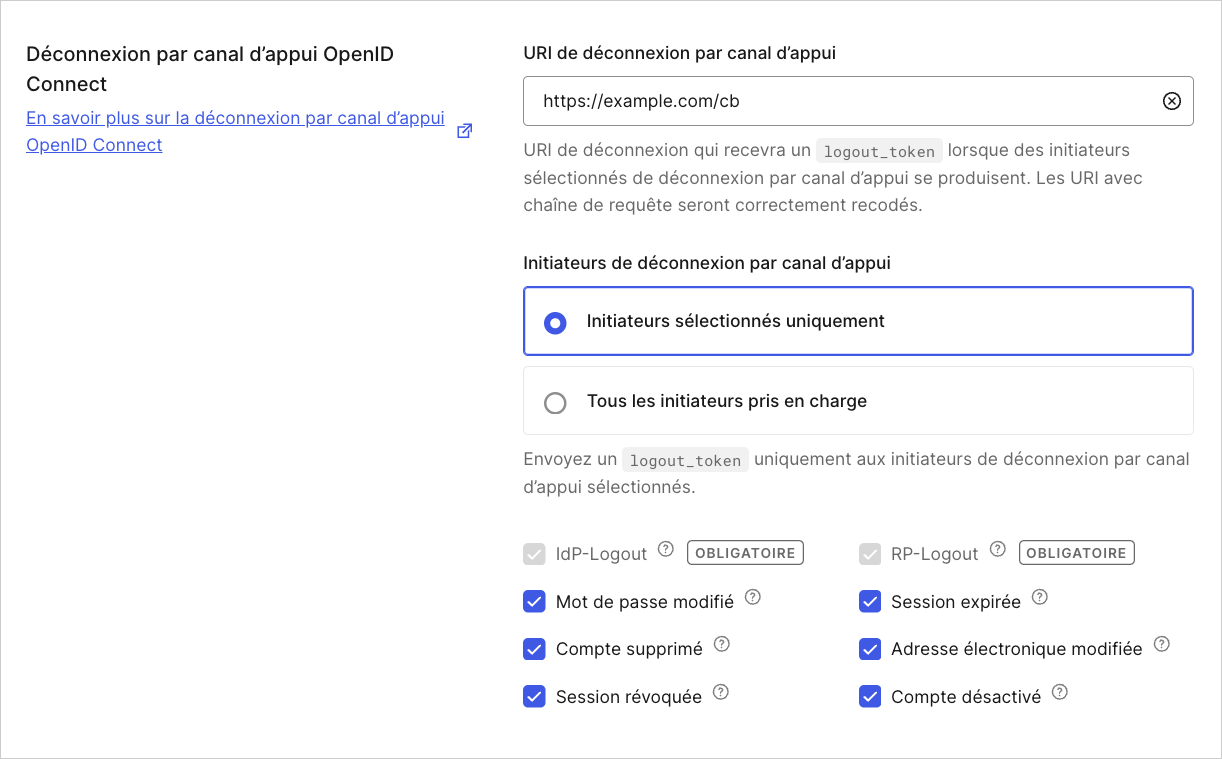 Déconnexion par canal d’appui OpenID
Connect
En savoir plus sur la déconnexion par canal d’appui
OpenID Connect
URI de déconnexion par canal d’appui
https://example.com/cb
URI de déconnexion qui recevra un logout_token lorsque des initiateurs
sélectionnés de déconnexion par canal d’appui se produisent. Les URI avec
chaîne de requête seront correctement recodés.
Initiateurs de déconnexion par canal d’appui
Initiateurs sélectionnés uniquement
Tous les initiateurs pris en charge
Envoyez un logout_token uniquement aux initiateurs de déconnexion par canal
d’appui sélectionnés.
IdP-Logout OBLIGATOIRE RP-Logout OBLIGATOIRE
Mot de passe modifié Session expirée
Compte supprimé Adresse électronique modifiée
Session révoquée Compte désactivé